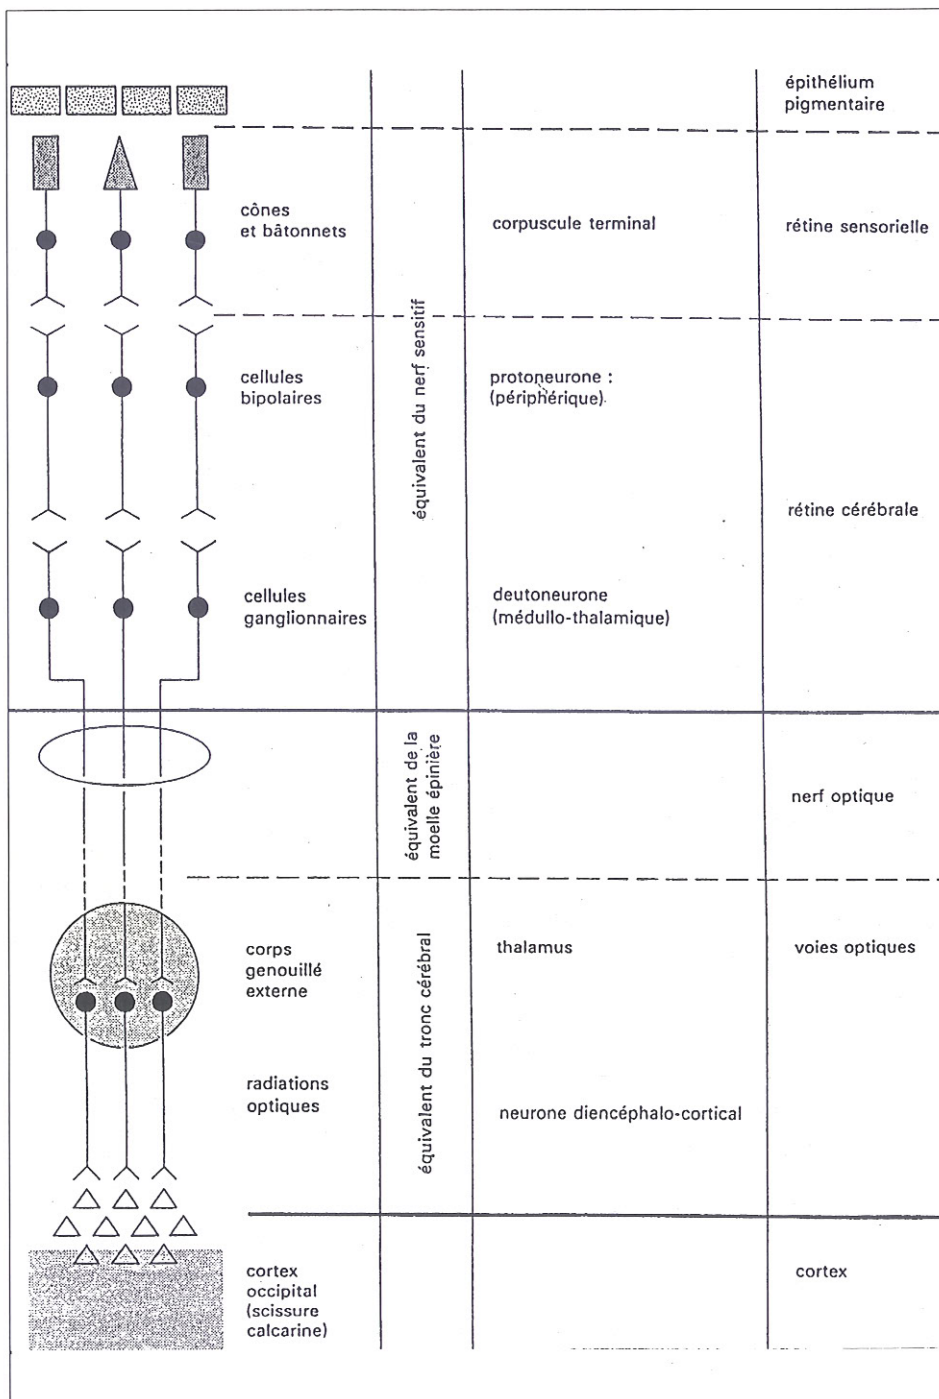 épithélium
pigmentaire
cônes
et bâtonnets
corpuscule terminal
rétine sensorielle
équivalent du nerf sensitif
cellules
bipolaires
protoneurone :
(périphérique)
rétine cérébrale
cellules
ganglionnaires
deutoneurone
(médullo-thalamique)
équivalent de la
moelle épinière
nerf optique
équivalent du tronc cérébral
corps
genouillé
externe
thalamus
voies optiques
radiations
optiques
neurone diencéphalo-cortical
cortex
occipital
(scissure
calcarine)
cortex